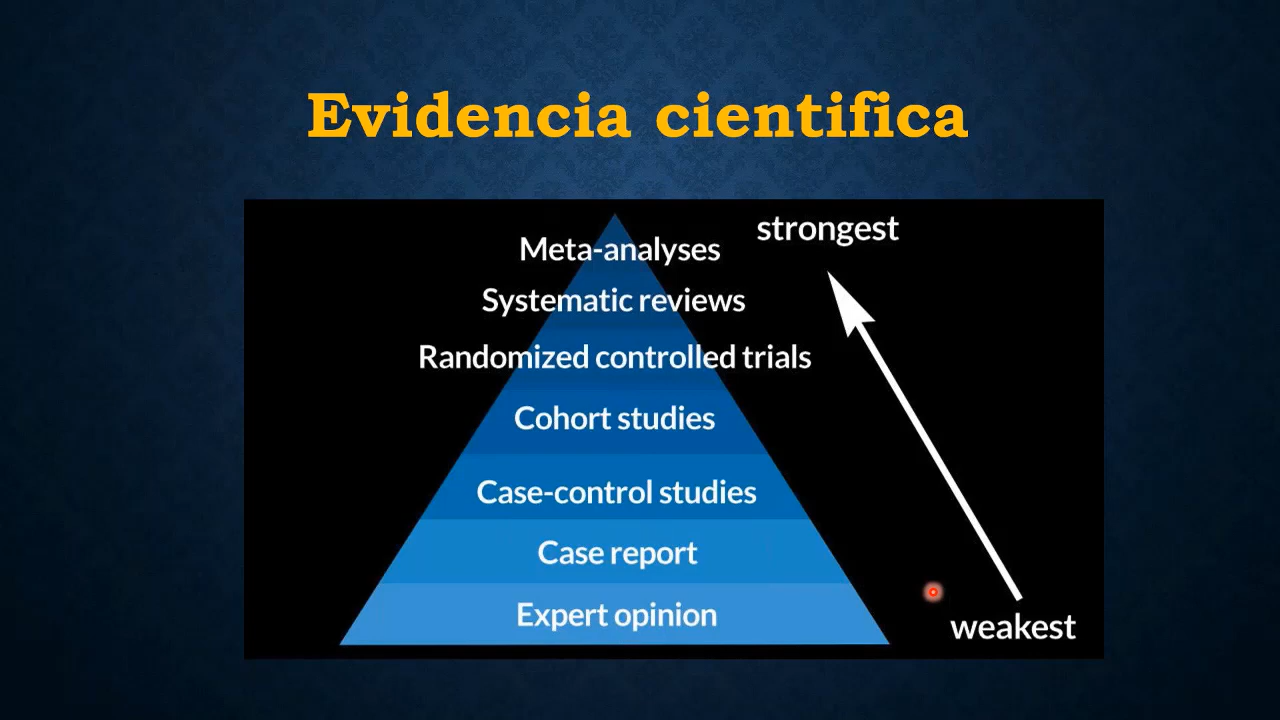 Evidencia cientifica
strongest
Meta-analyses
Systematic reviews
Randomized controlled trials
Cohort studies
Case-control studies
Case report
Expert opinion
weakest